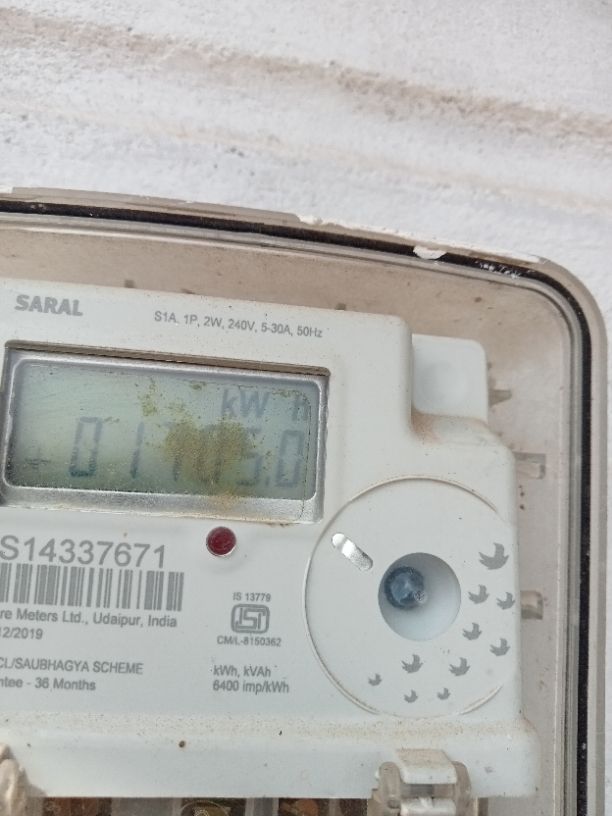 SARAL
S1A, 1P, 2W, 240V, 5-30A, 50Hz
kW h
S14337671
re Meters Ltd., Udaipur, India
12/2019
IS 13779
CM/L-8150362
CL/SAUBHAGYA SCHEME
ntee - 36 Months
kWh, kVAh
6400 imp/kWh